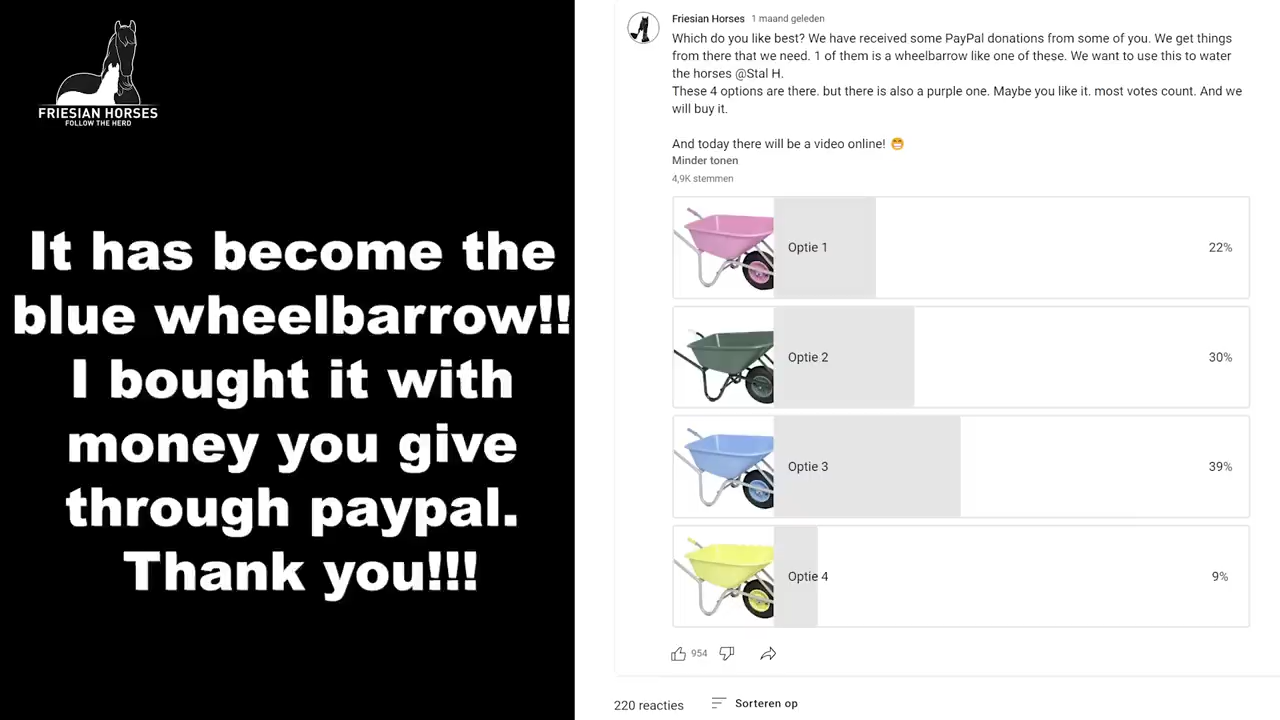 FRIESIAN HORSES
FOLLOW THE HERD
It has become the
blue wheelbarrow!!
I bought it with
money you give
through paypal.
Thank you!!!
Friesian Horses 1 maand geleden
Which do you like best? We have received some PayPal donations from some of you. We get things
from there that we need. 1 of them is a wheelbarrow like one of these. We want to use this to water
the horses @Stal H.
These 4 options are there. but there is also a purple one. Maybe you like it. most votes count. And we
will buy it.
And today there will be a video online! 😁
Minder tonen
4,9K stemmen
Optie 1 22%
Optie 2 30%
Optie 3 39%
Optie 4 9%
954
220 reacties Sorteren op